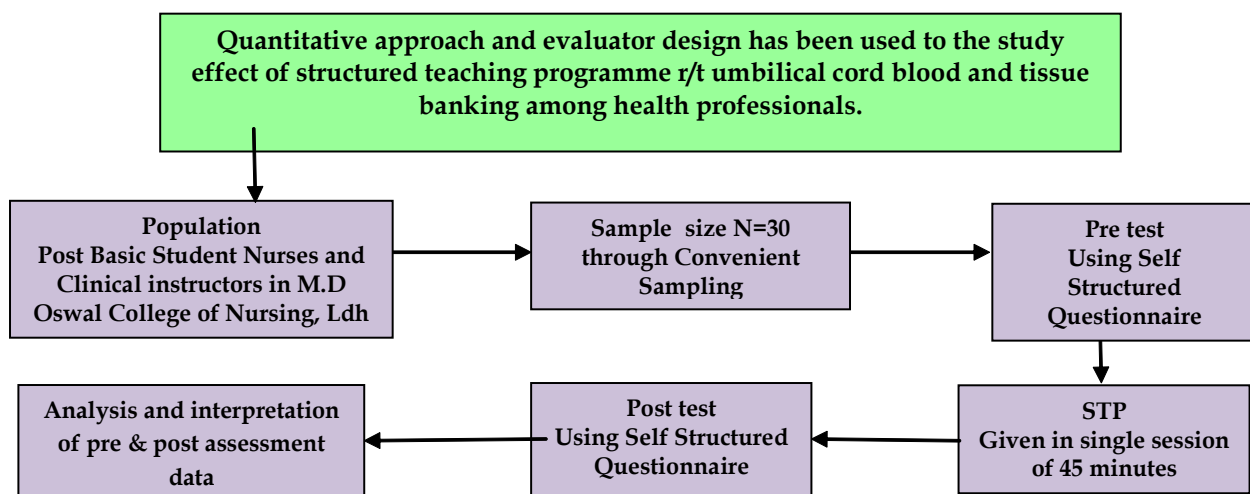 Quantitative approach and evaluator design has been used to the study
effect of structured teaching programme r/t umbilical cord blood and tissue
banking among health professionals.
Population
Post Basic Student Nurses and
Clinical instructors in M.D
Oswal College of Nursing, Ldh
Sample size N=30
through Convenient
Sampling
Pre test
Using Self
Structured
Questionnaire
STP
Given in single session
of 45 minutes
Post test
Using Self Structured
Questionnaire
Analysis and interpretation
of pre & post assessment
data